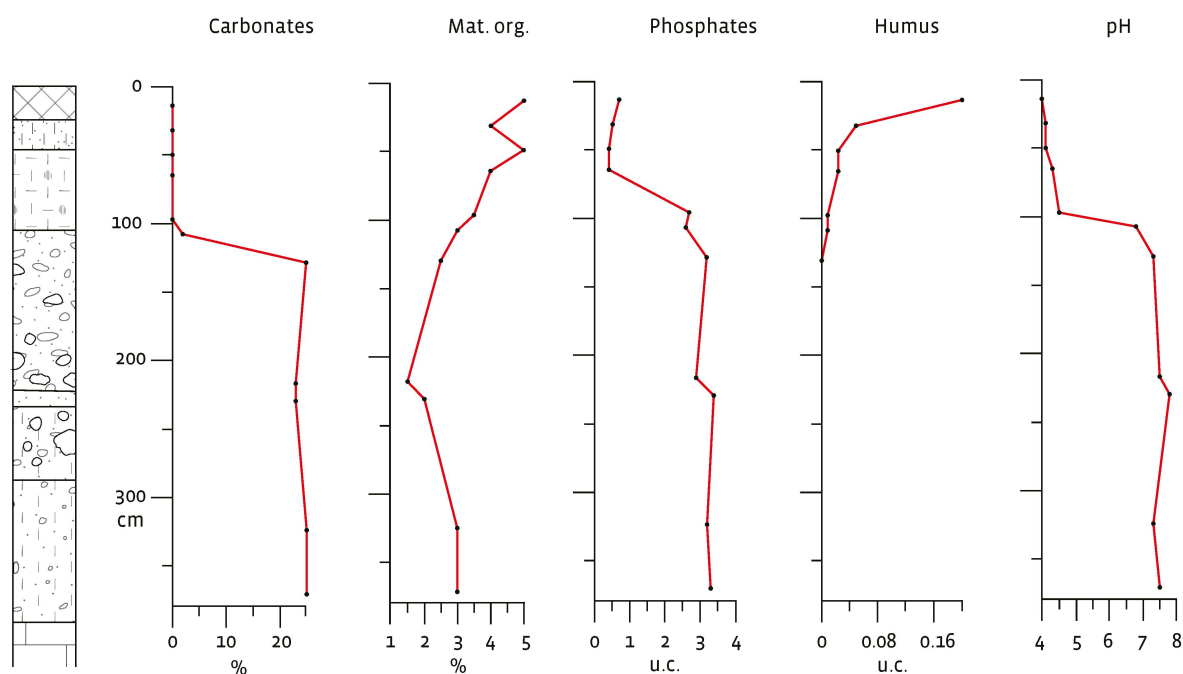 Carbonates Mat. org. Phosphates Humus pH
0
100
200
300
cm
0 10 20 1 2 3 4 5 0 1 2 3 4 0 0.08 0.16 4 5 6 7 8
% % u.c. u.c.